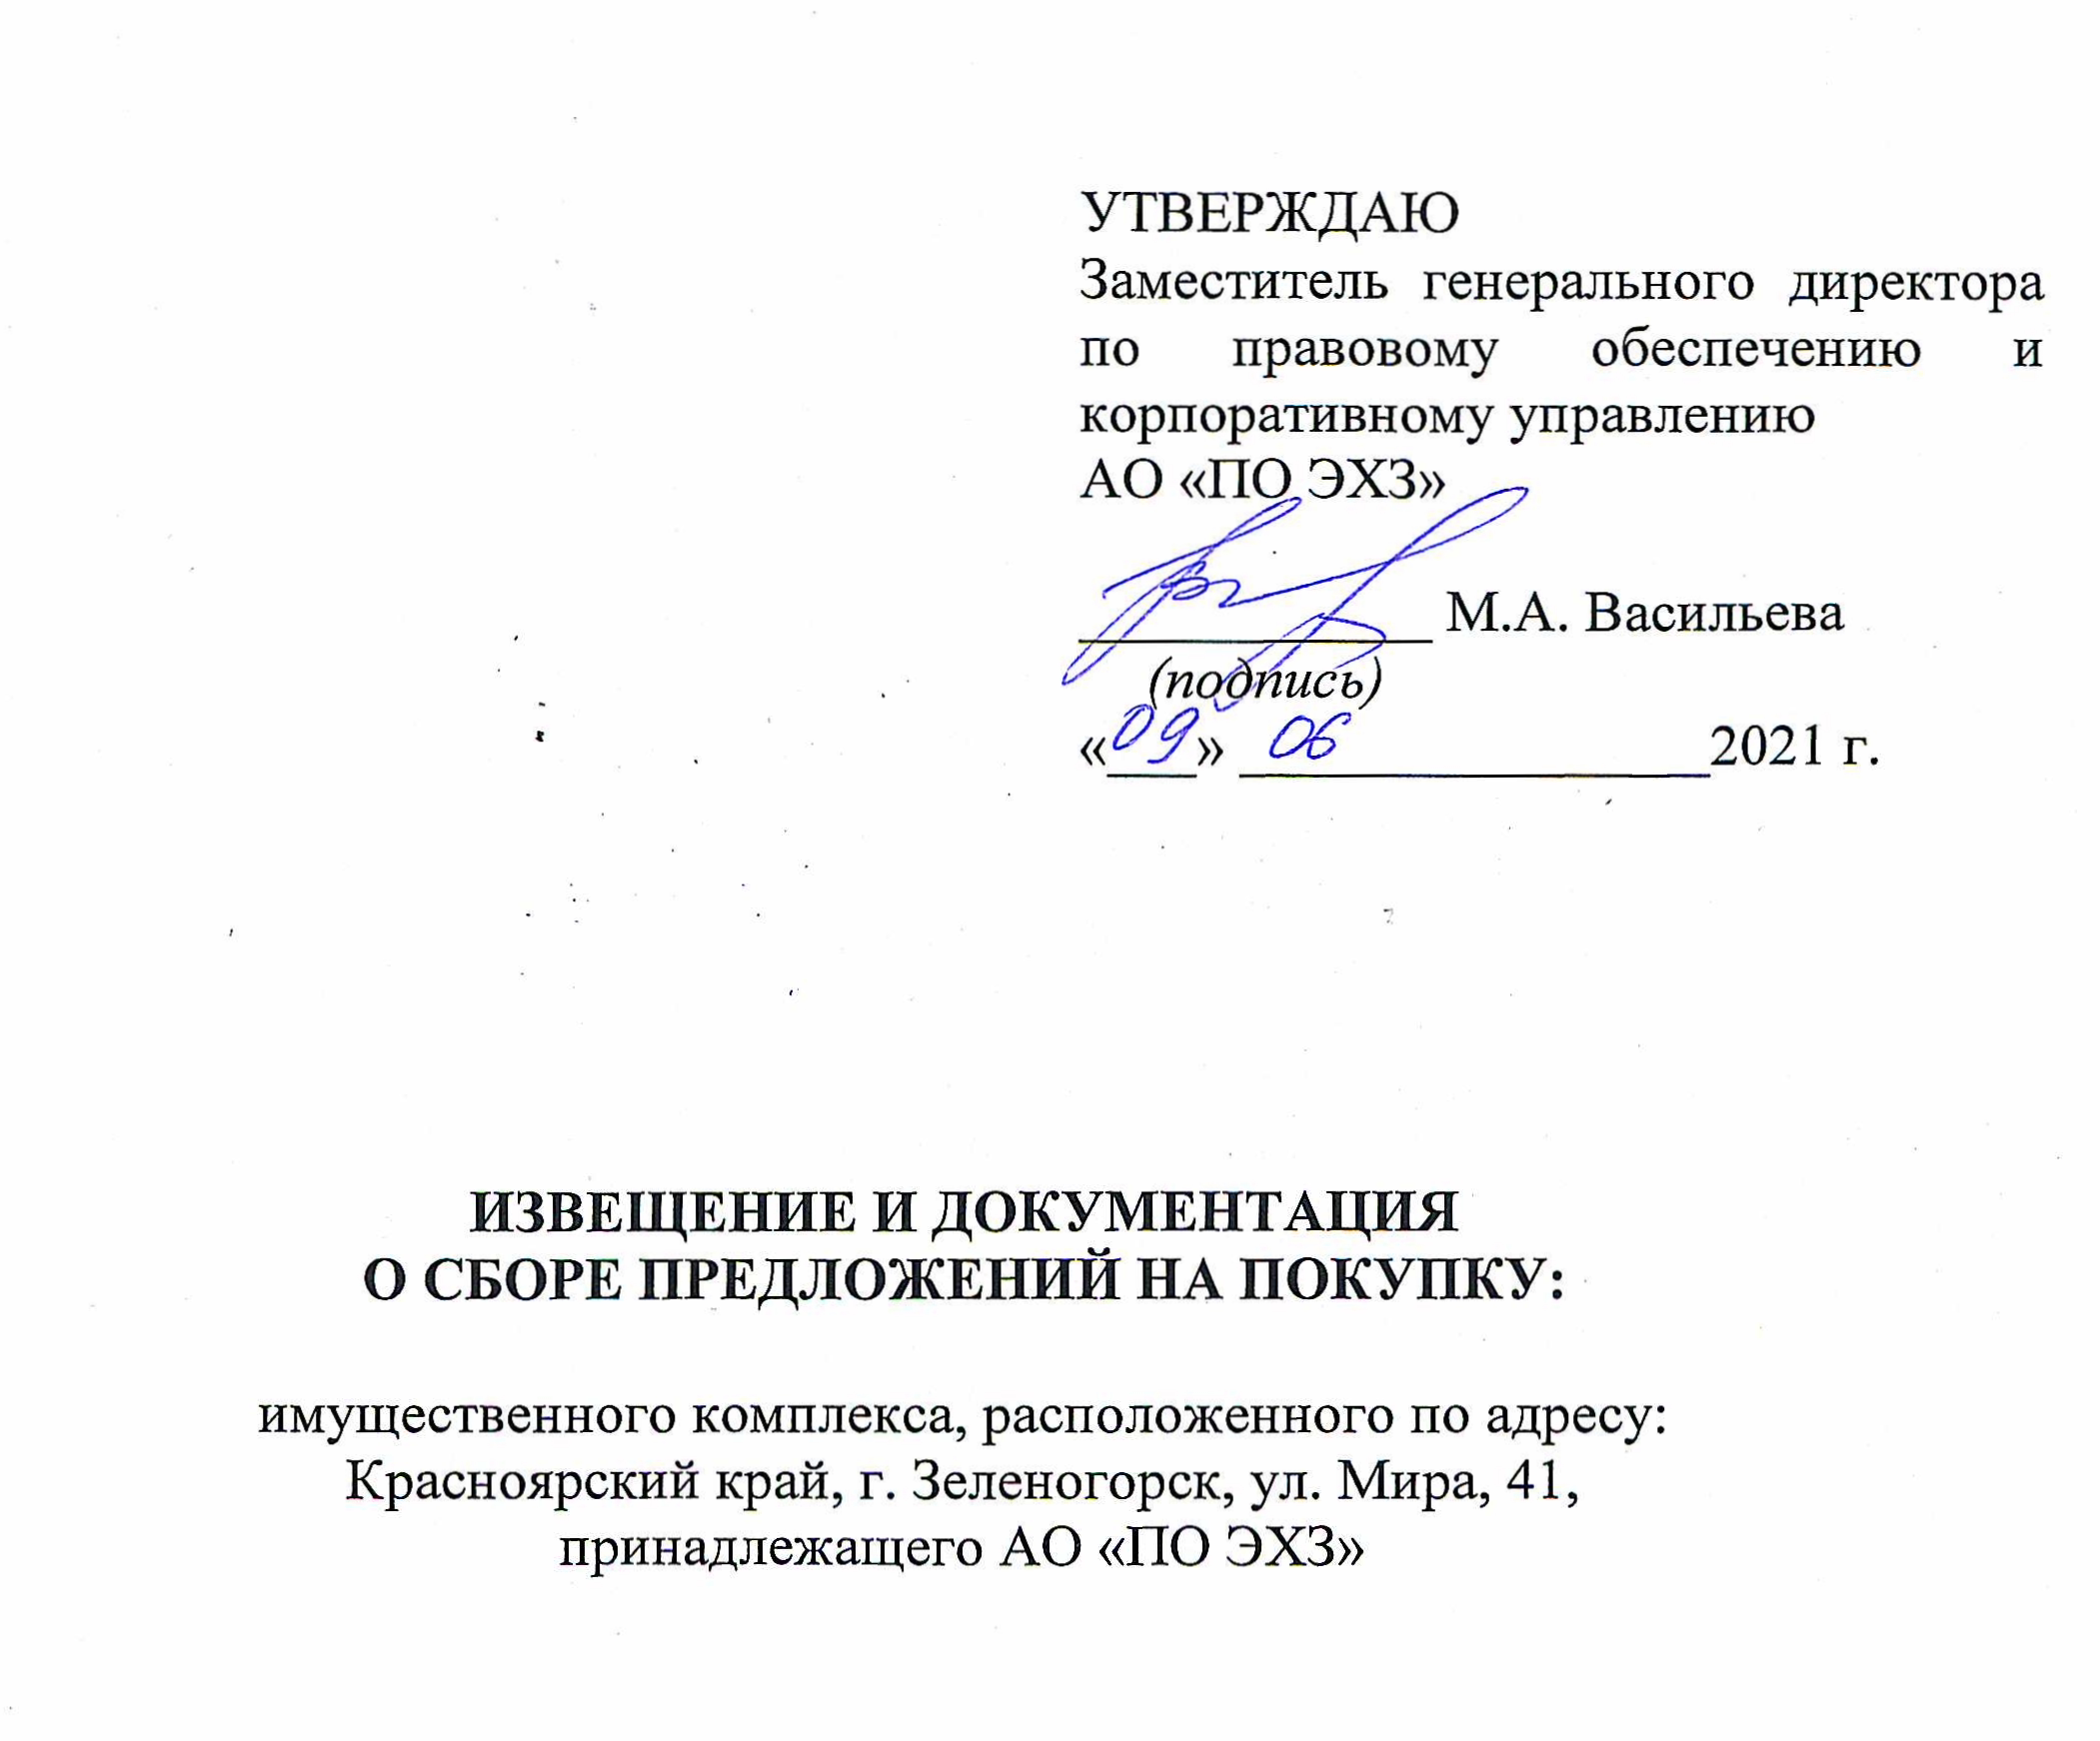 УТВЕРЖДАЮ
Заместитель генерального директора
по правовому обеспечению и
корпоративному управлению
АО «ПО ЭХЗ»
М.А. Васильева
(подпись)
«09» 06 2021 г.
ИЗВЕЩЕНИЕ И ДОКУМЕНТАЦИЯ
О СБОРЕ ПРЕДЛОЖЕНИЙ НА ПОКУПКУ:
имущественного комплекса, расположенного по адресу:
Красноярский край, г. Зеленогорск, ул. Мира, 41,
принадлежащего АО «ПО ЭХЗ»